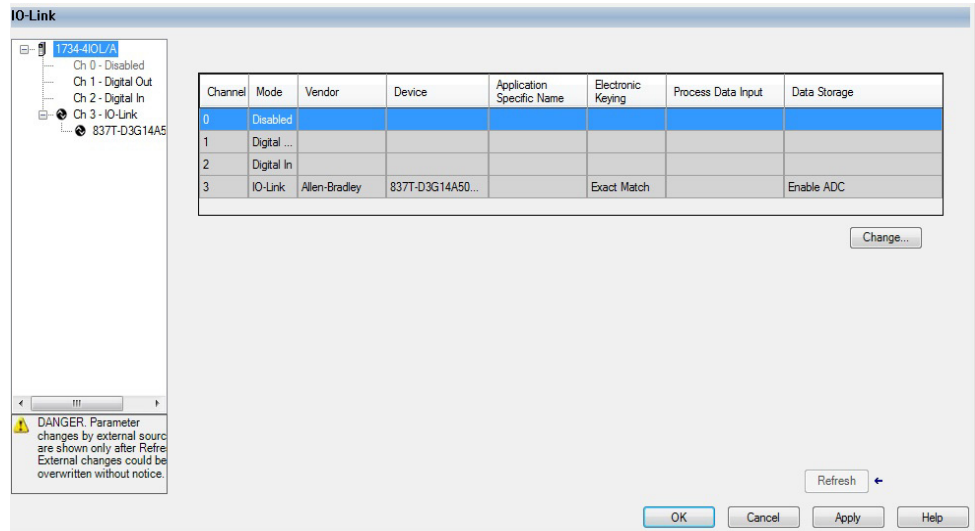 IO-Link
1734-4IOL/A
Ch 0 - Disabled
Ch 1 - Digital Out
Ch 2 - Digital In
Ch 3 - IO-Link
837T-D3G14A5
Channel Mode Vendor Device Application Specific Name Electronic Keying Process Data Input Data Storage
0 Disabled
1 Digital ...
2 Digital In
3 IO-Link Allen-Bradley 837T-D3G14A50... Exact Match Enable ADC
Change...
DANGER. Parameter
changes by external sourc
are shown only after Refre
External changes could be
overwritten without notice.
Refresh
OK Cancel Apply Help